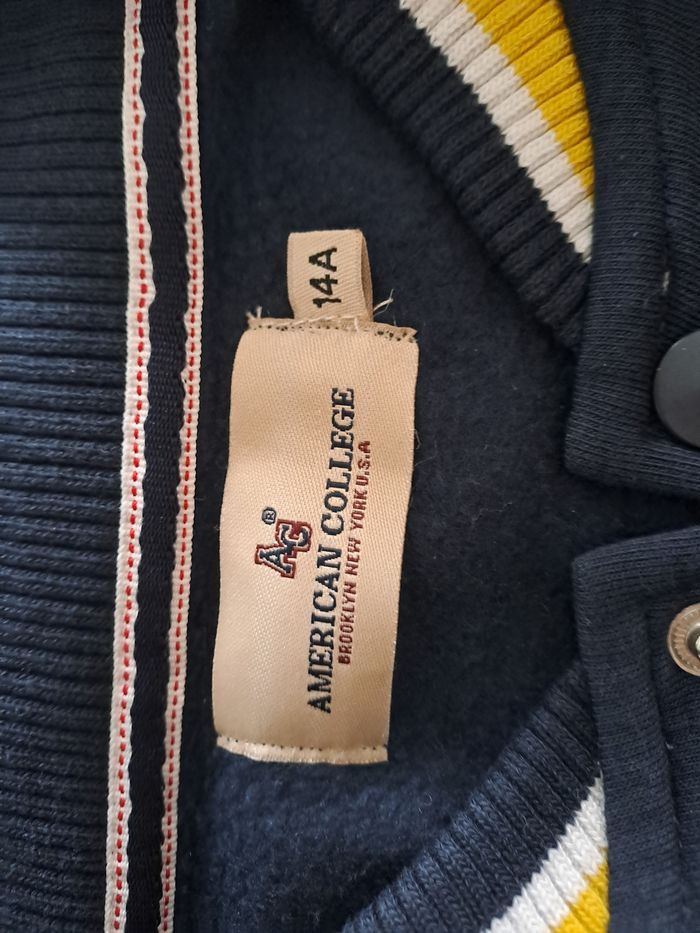 14A
AC®
AMERICAN COLLEGE
BROOKLYN NEW YORK U.S.A